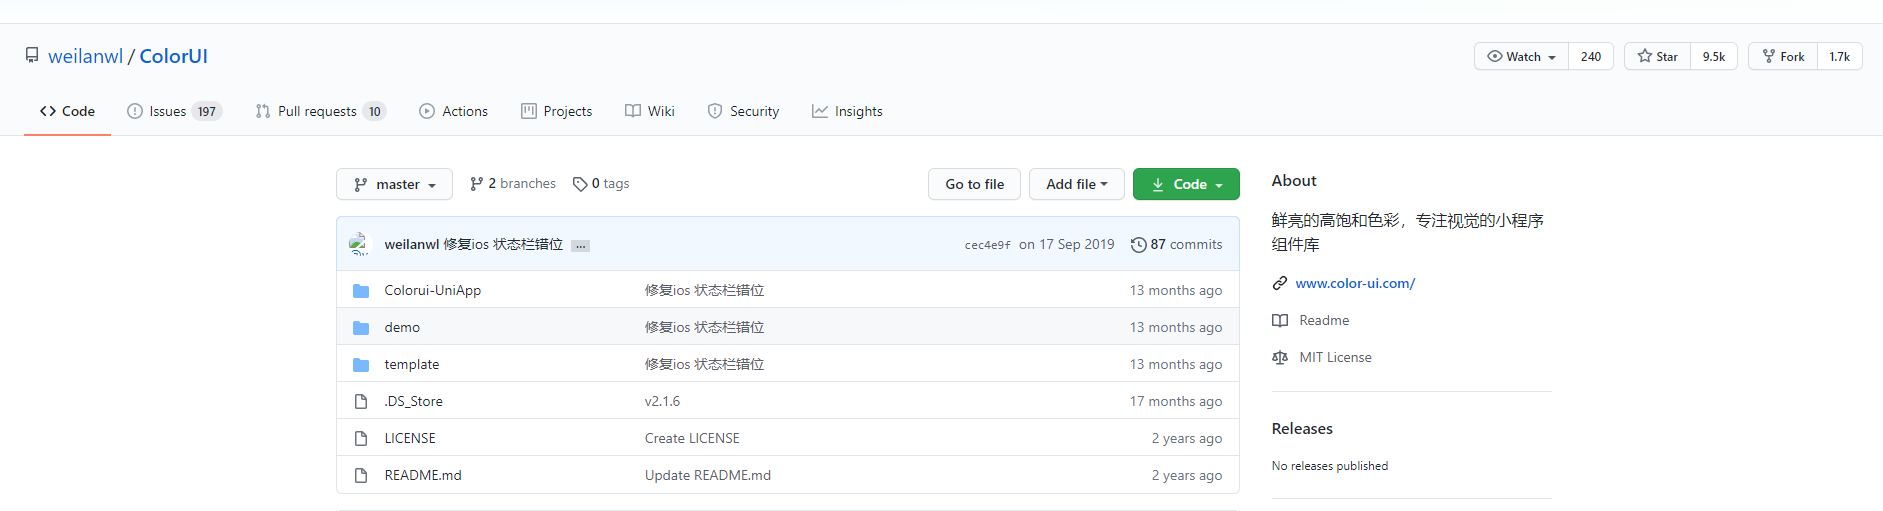 weilanwl / ColorUI
Watch 240 Star 9.5k Fork 1.7k
Code Issues 197 Pull requests 10 Actions Projects Wiki Security Insights
master 2 branches 0 tags Go to file Add file Code
weilanwl 修复ios 状态栏错位 ... cec4e9f on 17 Sep 2019 87 commits
Colorui-UniApp 修复ios 状态栏错位 13 months ago
demo 修复ios 状态栏错位 13 months ago
template 修复ios 状态栏错位 13 months ago
.DS_Store v2.1.6 17 months ago
LICENSE Create LICENSE 2 years ago
README.md Update README.md 2 years ago
About
鲜亮的高饱和色彩，专注视觉的小程序
组件库
www.color-ui.com/
Readme
MIT License
Releases
No releases published